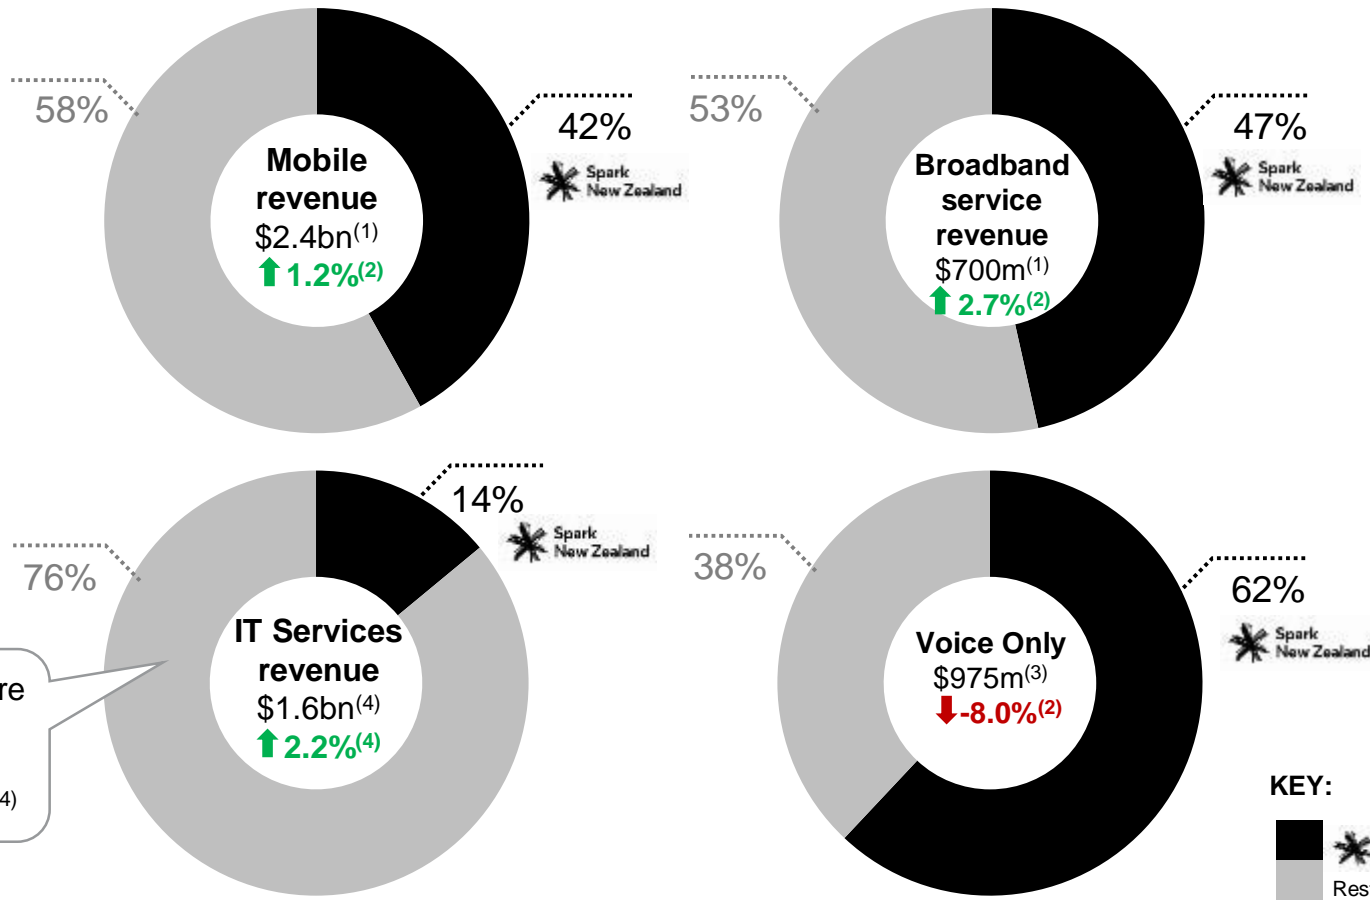 58%
42%
Spark
New Zealand
Mobile
revenue
$2.4bn(1)
1.2%(2)
53%
47%
Spark
New Zealand
Broadband
service
revenue
$700m(1)
2.7%(2)
14%
Spark
New Zealand
76%
IT Services
revenue
$1.6bn(4)
2.2%(4)
re
4)
38%
62%
Spark
New Zealand
Voice Only
$975m(3)
-8.0%(2)
KEY:
Res